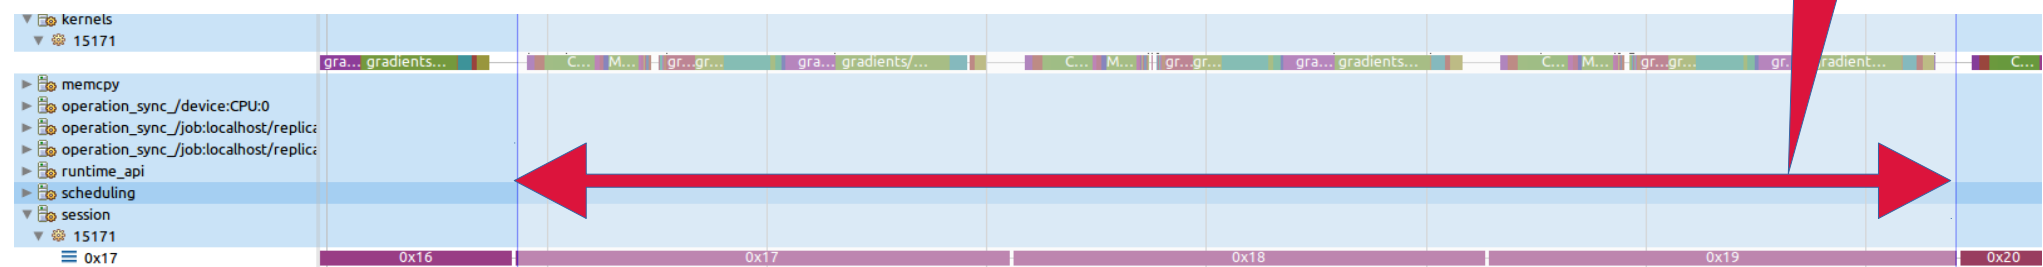 kernels
15171
gra... gradients... C... M... gr...gr... gra... gradients/... C... M... gr...gr... gra... gradients... C... M... gr...gr... gr. radient... C...
memcpy
operation_sync_/device:CPU:0
operation_sync_/job:localhost/replica
operation_sync_/job:localhost/replica
runtime_api
scheduling
session
15171
0x17 0x16 0x17 0x18 0x19 0x20